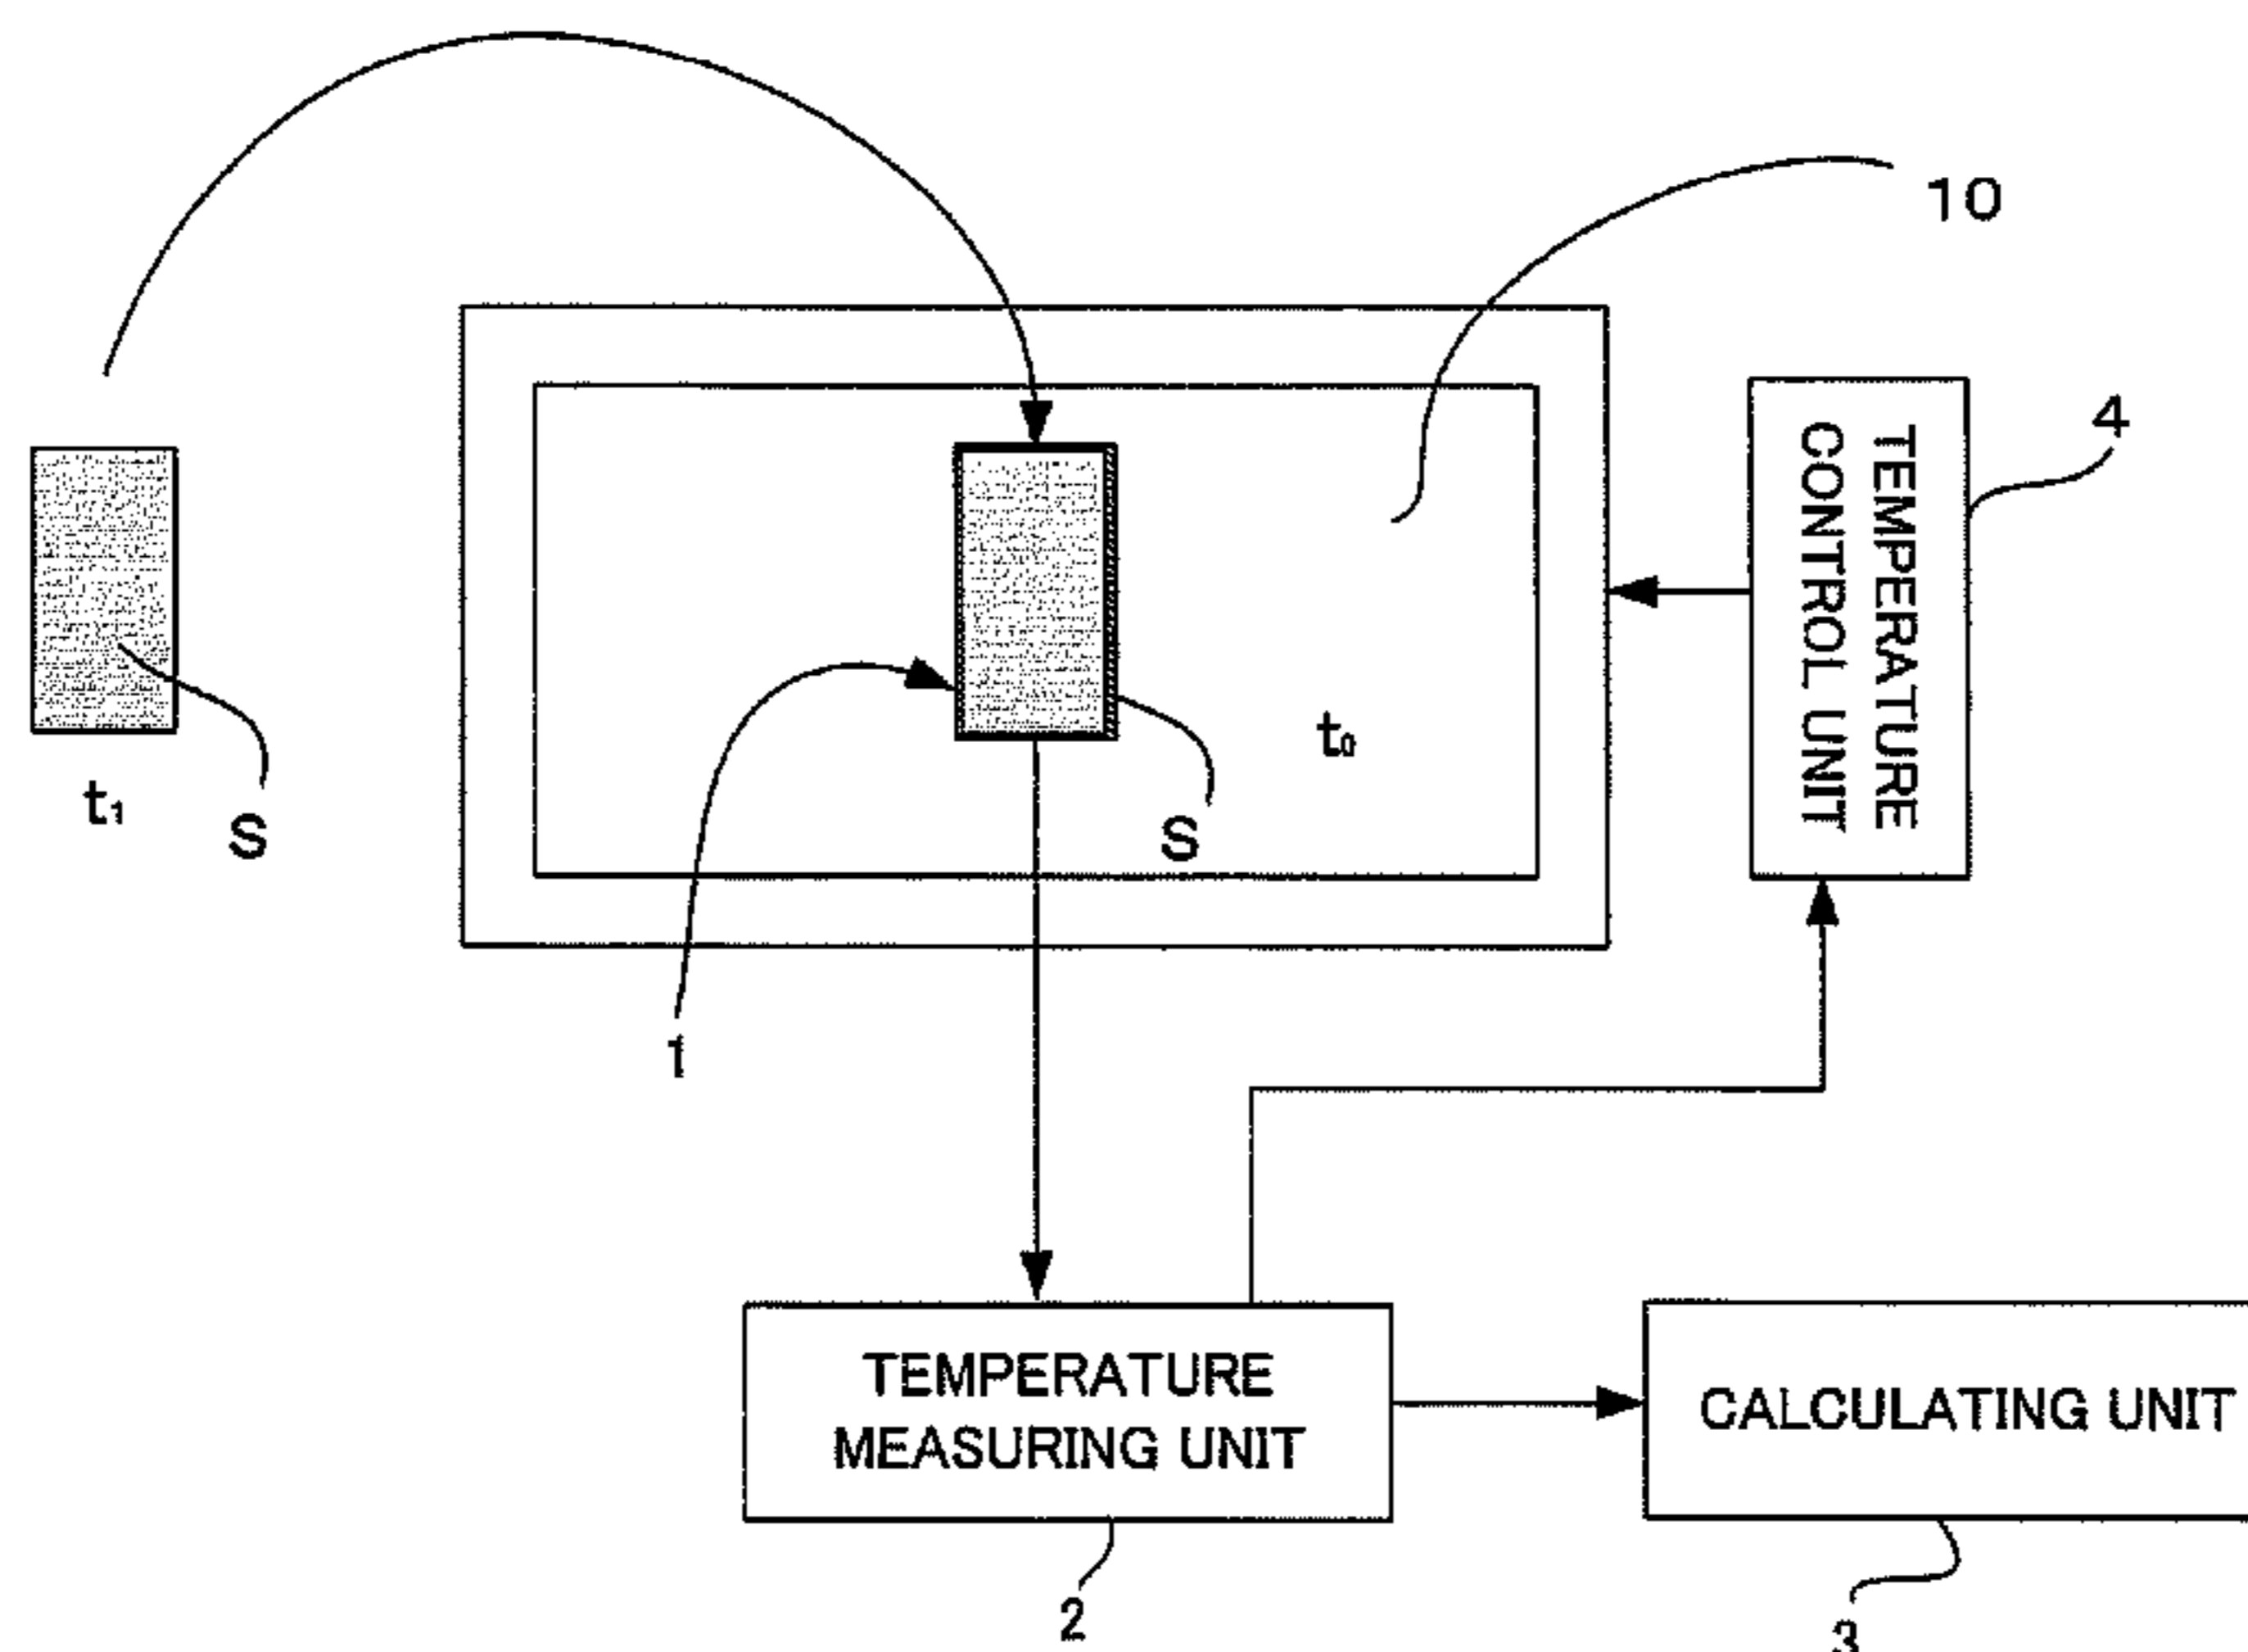 10
4
TEMPERATURE
CONTROL UNIT
t₀
t₁
S
S
1
TEMPERATURE
MEASURING UNIT
CALCULATING UNIT
2
3